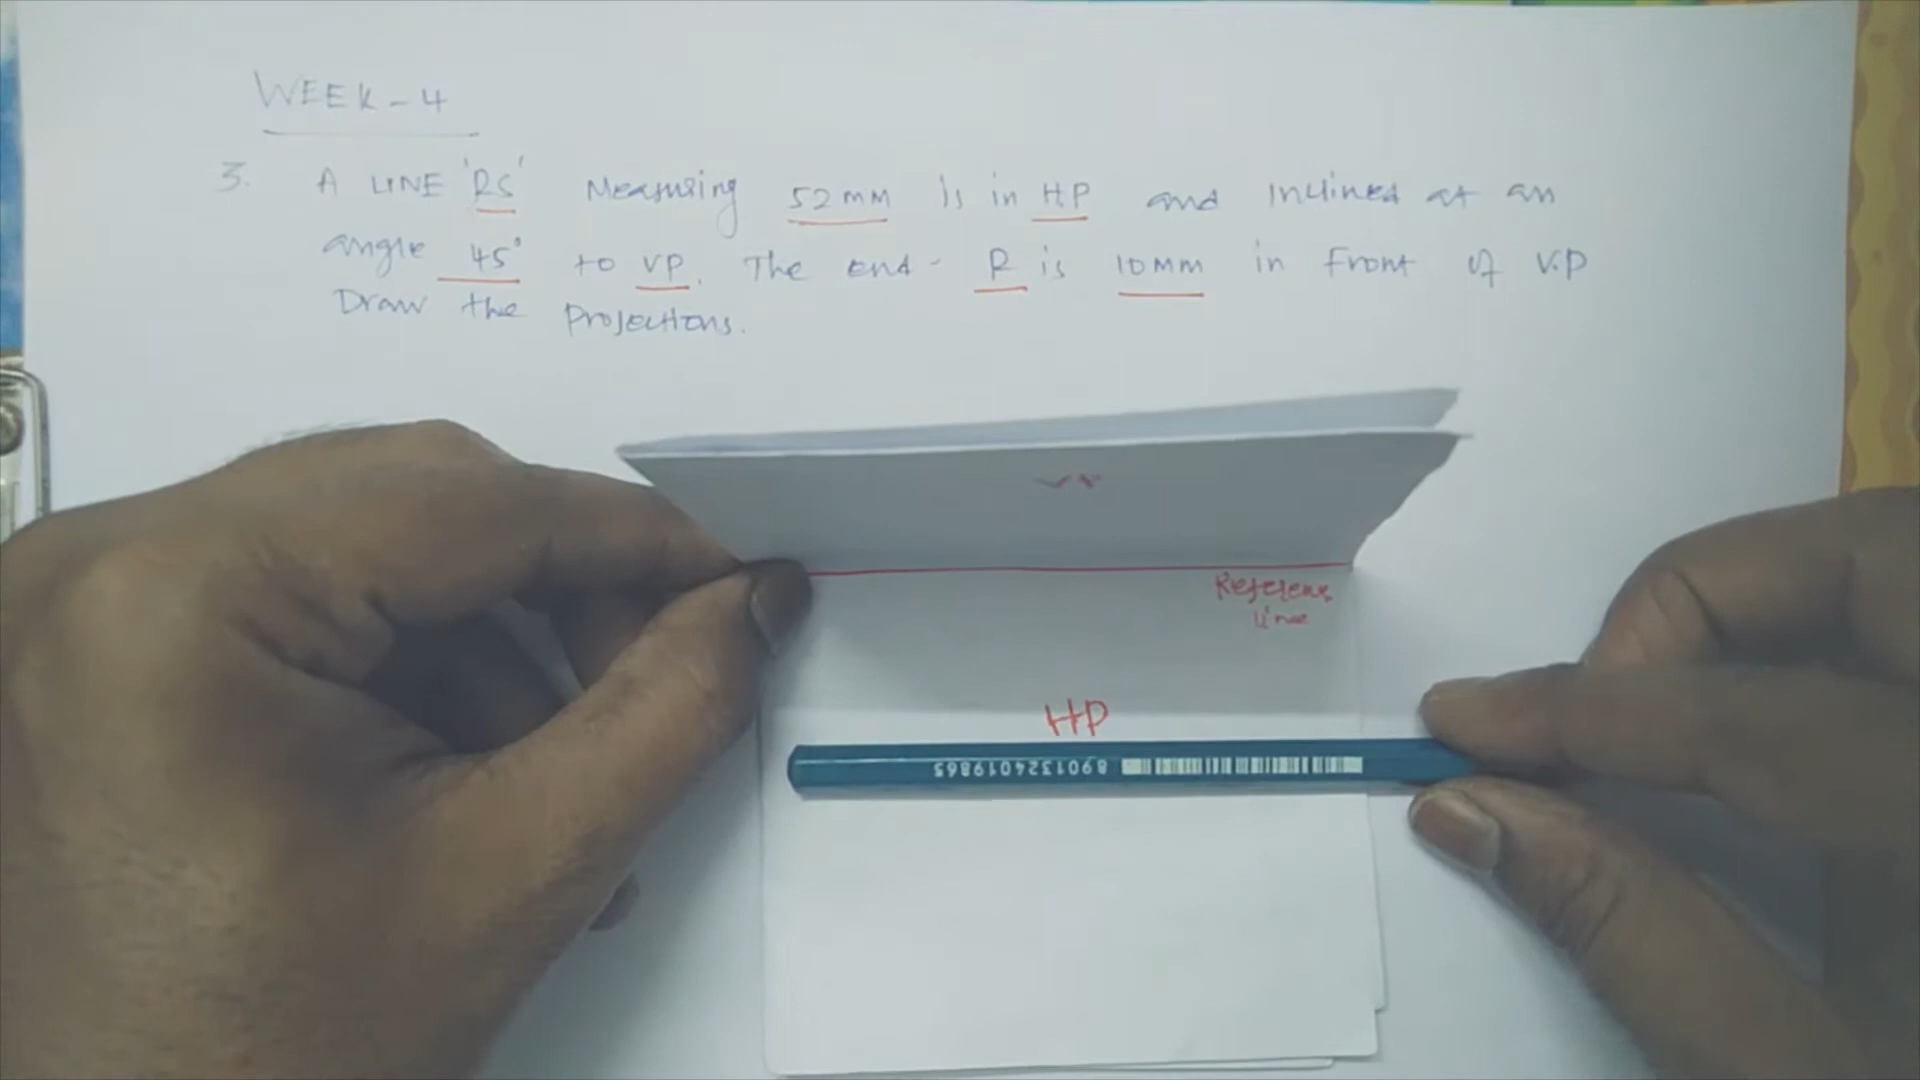 WEEK - 4
3. A LINE 'RS' Measuring 52mm is in HP and Inclined at an
angle 45° to VP. The end - R is 10mm in front of V.P
Draw the Projections.
VP
Reference
line
HP
8901324019865